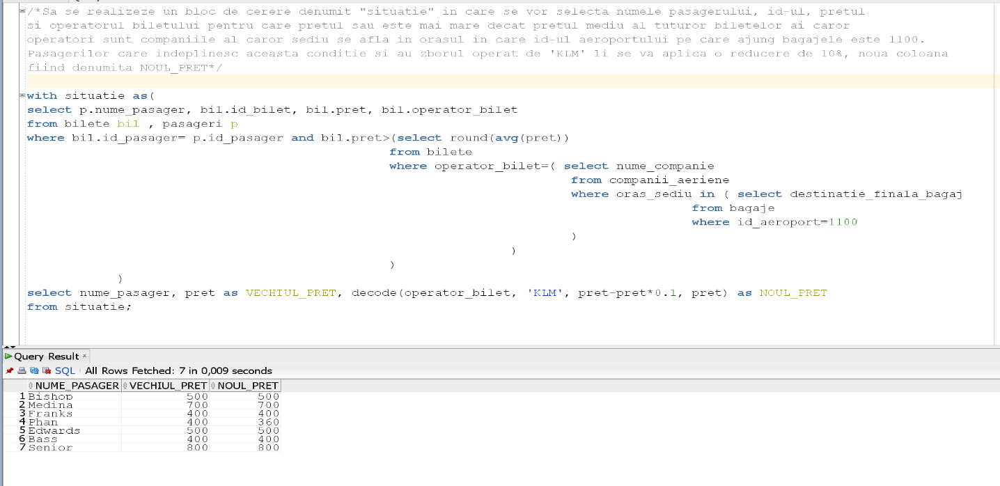 /*Sa se realizeze un bloc de cerere denumit "situatie" in care se vor selecta numele pasagerului, id-ul, pretul
si operatorul biletului pentru care pretul sau este mai mare decat pretul mediu al tuturor biletelor ai caror
operatori sunt companiile al caror sediu se afla in orasul in care id-ul aeroportului pe care ajung bagajele este 1100.
Pasagerilor care indeplinesc aceasta conditie si au zborul operat de 'KLM' li se va aplica o reducere de 10%, noua coloana
fiind denumita NOUL_PRET*/
with situatie as(
select p.nume_pasager, bil.id_bilet, bil.pret, bil.operator_bilet
from bilete bil , pasageri p
where bil.id_pasager= p.id_pasager and bil.pret>(select round(avg(pret))
from bilete
where operator_bilet=( select nume_companie
from companii_aeriene
where oras_sediu in ( select destinatie_finala_bagaj
from bagaje
where id_aeroport=1100
)
)
)
)
select nume_pasager, pret as VECHIUL_PRET, decode(operator_bilet, 'KLM', pret-pret*0.1, pret) as NOUL_PRET
from situatie;
Query Result ×
SQL | All Rows Fetched: 7 in 0,009 seconds
NUME_PASAGER VECHIUL_PRET NOUL_PRET
1 Bishop 500 500
2 Medina 700 700
3 Franks 400 400
4 Phan 400 360
5 Edwards 500 500
6 Bass 400 400
7 Senior 800 800